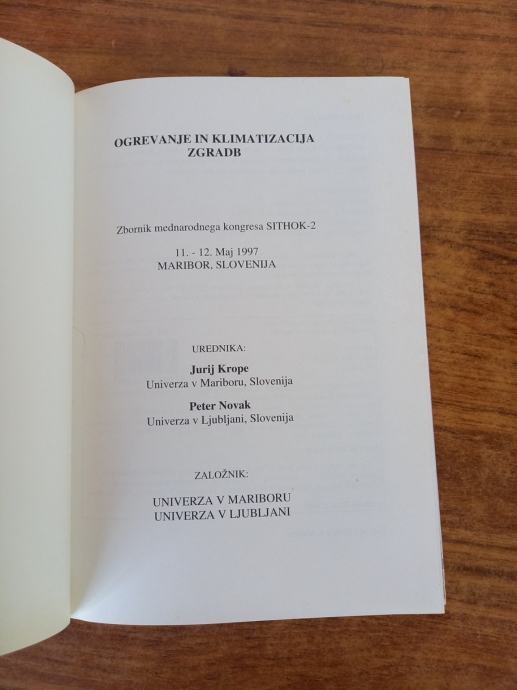 OGREVANJE IN KLIMATIZACIJA
ZGRADB
Zbornik mednarodnega kongresa SITHOK-2
11. - 12. Maj 1997
MARIBOR, SLOVENIJA
UREDNIKA:
Jurij Krope
Univerza v Mariboru, Slovenija
Peter Novak
Univerza v Ljubljani, Slovenija
ZALOŽNIK:
UNIVERZA V MARIBORU
UNIVERZA V LJUBLJANI